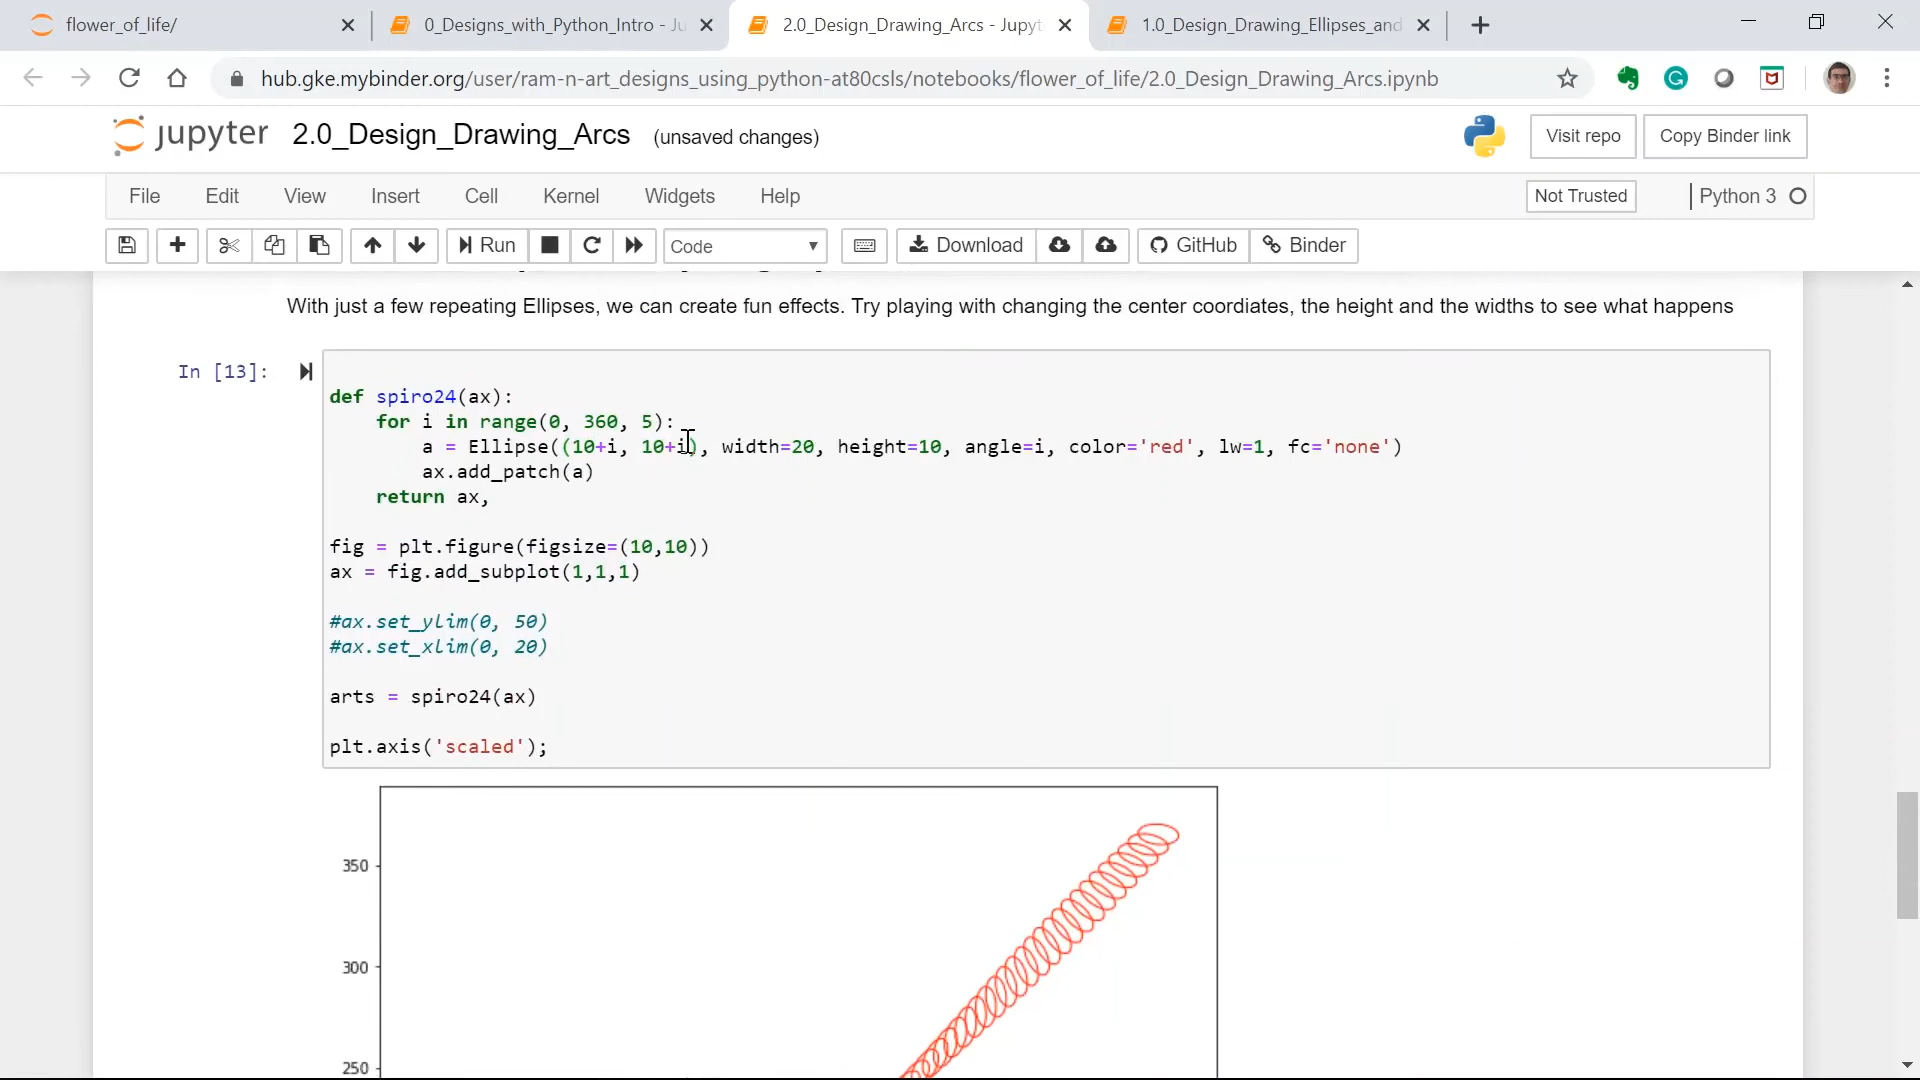 flower_of_life/
0_Designs_with_Python_Intro - Ju
2.0_Design_Drawing_Arcs - Jupyt
1.0_Design_Drawing_Ellipses_and
hub.gke.mybinder.org/user/ram-n-art_designs_using_python-at80csls/notebooks/flower_of_life/2.0_Design_Drawing_Arcs.ipynb
jupyter 2.0_Design_Drawing_Arcs (unsaved changes)
Visit repo
Copy Binder link
File Edit View Insert Cell Kernel Widgets Help
Not Trusted
Python 3
Run
Code
Download
GitHub
Binder
With just a few repeating Ellipses, we can create fun effects. Try playing with changing the center coordiates, the height and the widths to see what happens
In [13]:
def spiro24(ax):
for i in range(0, 360, 5):
a = Ellipse((10+i, 10+i), width=20, height=10, angle=i, color='red', lw=1, fc='none')
ax.add_patch(a)
return ax,
fig = plt.figure(figsize=(10,10))
ax = fig.add_subplot(1,1,1)
#ax.set_ylim(0, 50)
#ax.set_xlim(0, 20)
arts = spiro24(ax)
plt.axis('scaled');
350
300
250